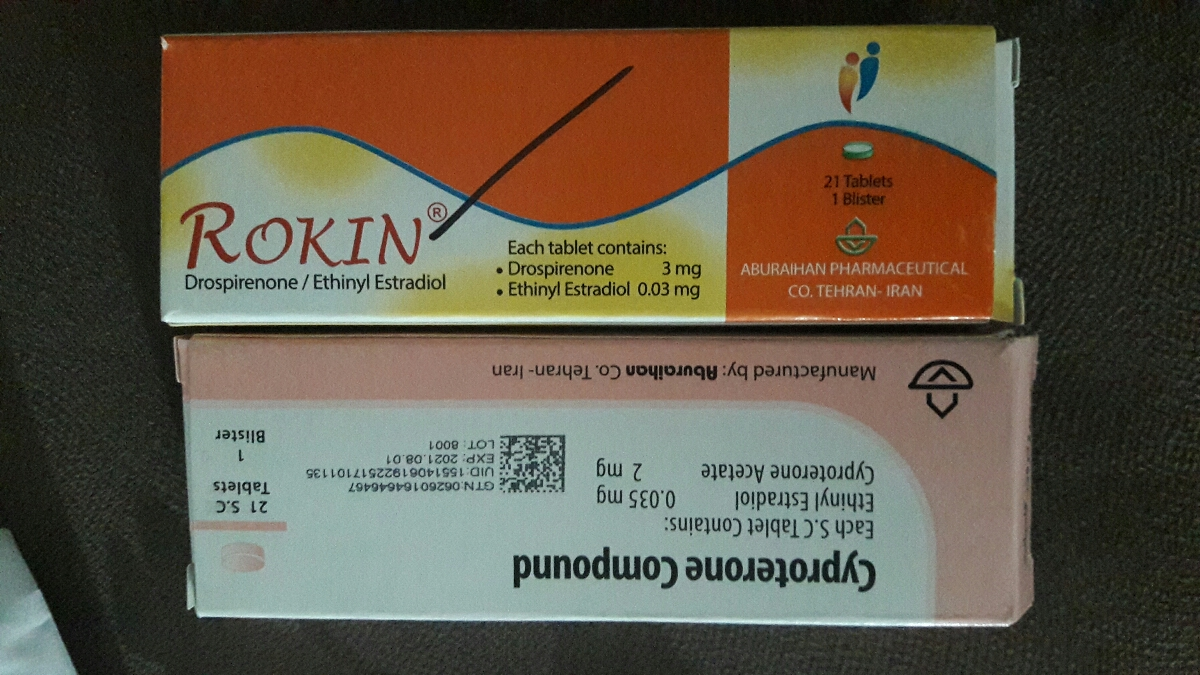 ROKIN®
Drospirenone / Ethinyl Estradiol
Each tablet contains:
• Drospirenone 3 mg
• Ethinyl Estradiol 0.03 mg
21 Tablets
1 Blister
ABURAIHAN PHARMACEUTICAL
CO. TEHRAN- IRAN
Cyproterone Compound
Each S.C Tablet Contains:
Ethinyl Estradiol 0.035 mg
Cyproterone Acetate 2 mg
GTN:06260164646467
UID:15514061922517101135
EXP: 2021.08.01
LOT: 8001
21 S.C
Tablets
1
Blister
Manufactured by: Aburaihan Co. Tehran- Iran